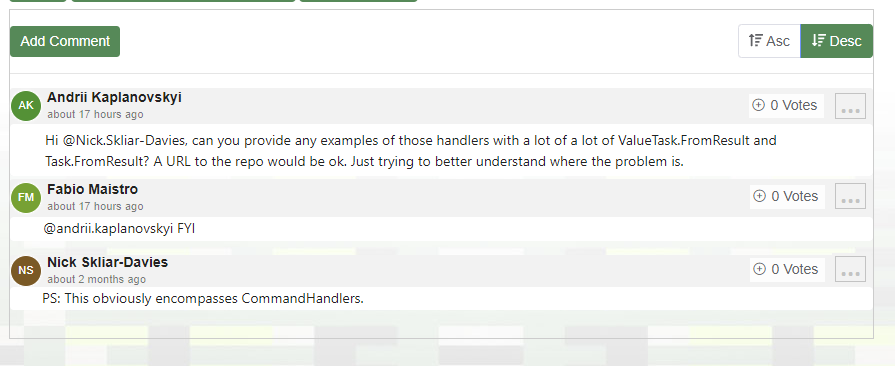 Add Comment
Asc
Desc
AK
Andrii Kaplanovskyi
about 17 hours ago
0 Votes
...
Hi @Nick.Skliar-Davies, can you provide any examples of those handlers with a lot of a lot of ValueTask.FromResult and
Task.FromResult? A URL to the repo would be ok. Just trying to better understand where the problem is.
FM
Fabio Maistro
about 17 hours ago
0 Votes
...
@andrii.kaplanovskyi FYI
NS
Nick Skliar-Davies
about 2 months ago
0 Votes
...
PS: This obviously encompasses CommandHandlers.